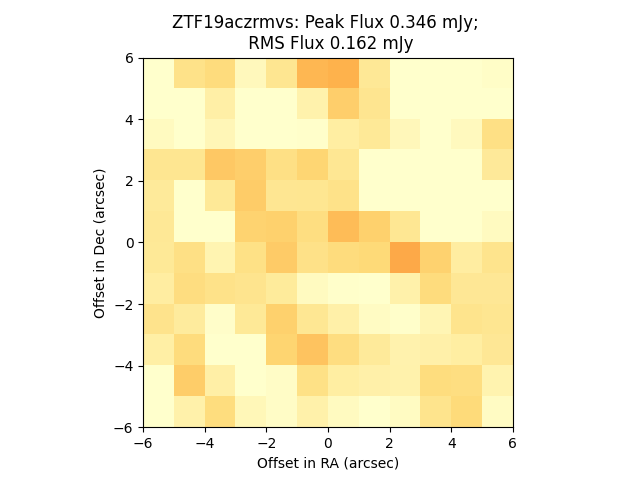 ZTF19aczrmvs: Peak Flux 0.346 mJy;
RMS Flux 0.162 mJy
6
4
2
0
−2
−4
−6
Offset in Dec (arcsec)
−6 −4 −2 0 2 4 6
Offset in RA (arcsec)